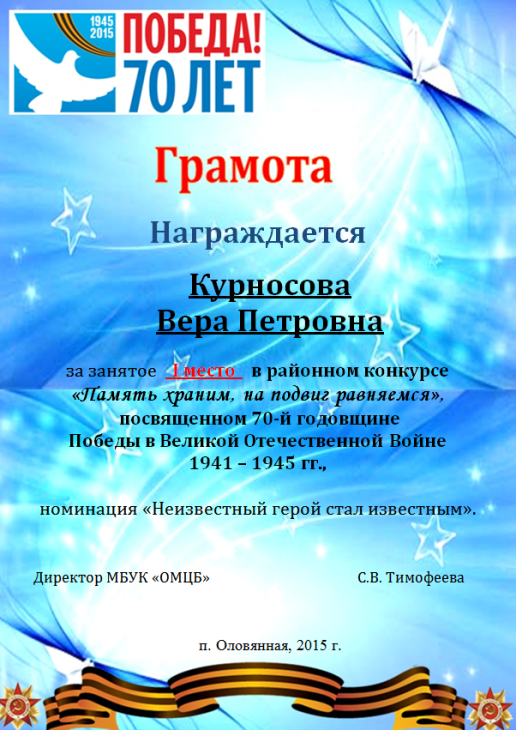 1945
2015
ПОБЕДА!
70 ЛЕТ
Грамота
Награждается
Курносова
Вера Петровна
за занятое I место в районном конкурсе
«Память храним, на подвиг равняемся»,
посвященном 70-й годовщине
Победы в Великой Отечественной Войне
1941 – 1945 гг.,
номинация «Неизвестный герой стал известным».
Директор МБУК «ОМЦБ» С.В. Тимофеева
п. Оловянная, 2015 г.